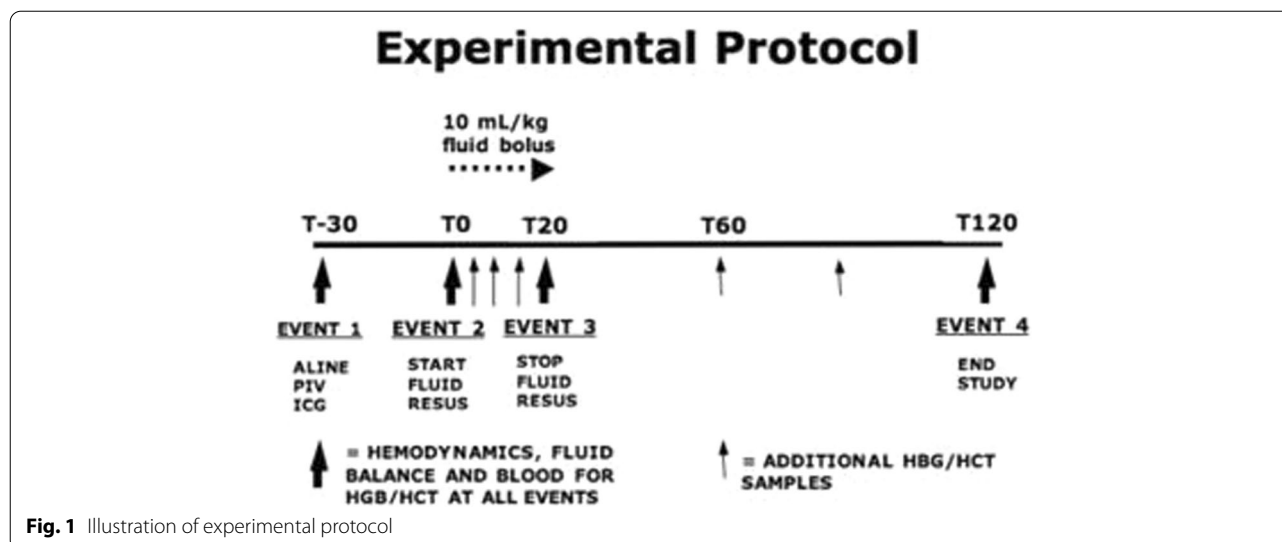 Experimental Protocol
10 mL/kg
fluid bolus
T-30 T0 T20 T60 T120
EVENT 1 EVENT 2 EVENT 3 EVENT 4
ALINE START STOP END
PIV FLUID FLUID STUDY
ICG RESUS RESUS
= HEMODYNAMICS, FLUID
BALANCE AND BLOOD FOR
HGB/HCT AT ALL EVENTS
= ADDITIONAL HBG/HCT
SAMPLES
Fig. 1 Illustration of experimental protocol